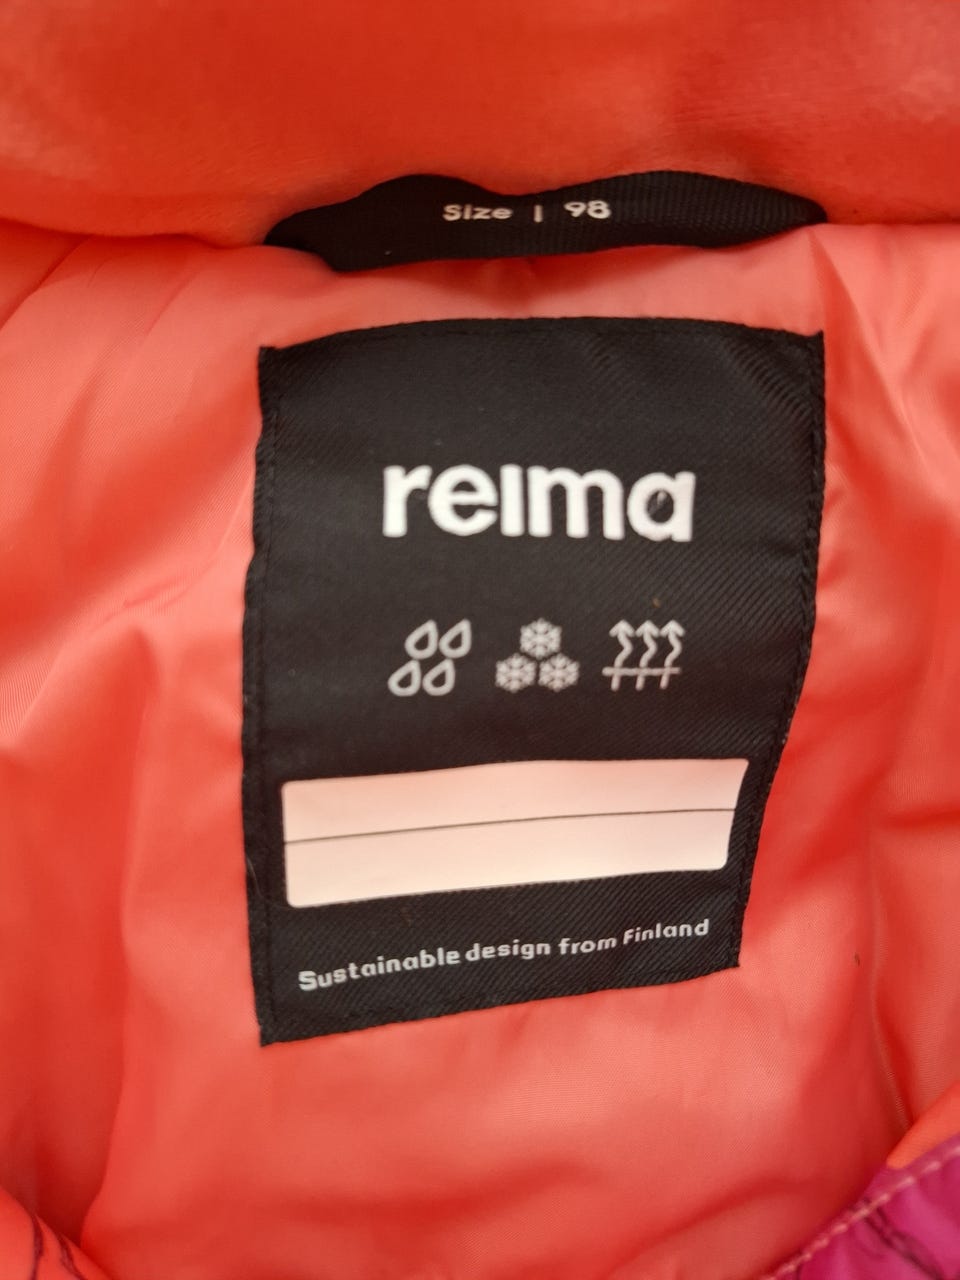 Size | 98
reima
Sustainable design from Finland